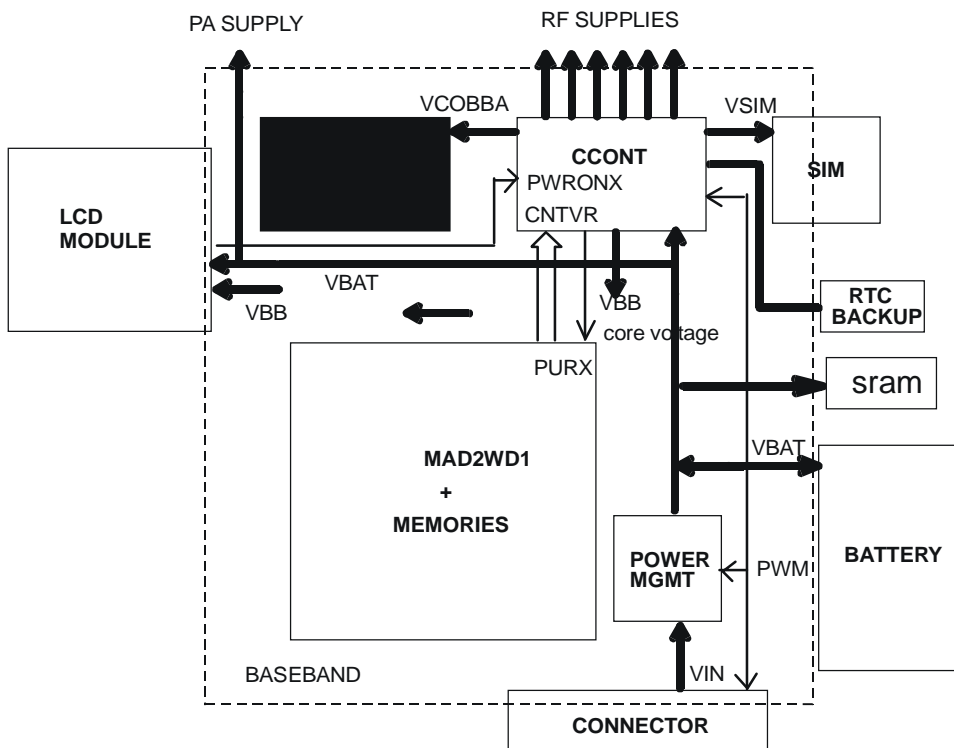 PA SUPPLY
RF SUPPLIES
VCOBBA
VSIM
CCONT
SIM
PWRONX
CNTVR
LCD
MODULE
VBAT
VBB
VBB
RTC
BACKUP
core voltage
PURX
sram
MAD2WD1
+
MEMORIES
VBAT
POWER
MGMT
PWM
BATTERY
BASEBAND
VIN
CONNECTOR